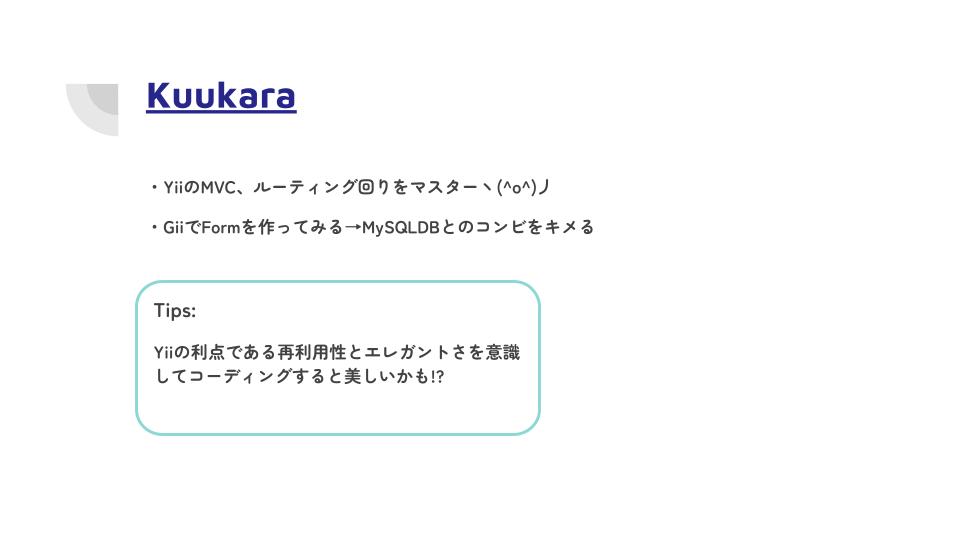 Kuukara
・YiiのMVC、ルーティング回りをマスターヽ(^o^)丿
・GiiでFormを作ってみる→MySQLDBとのコンビをキメる
Tips:
Yiiの利点である再利用性とエレガントさを意識
してコーディングすると美しいかも!?